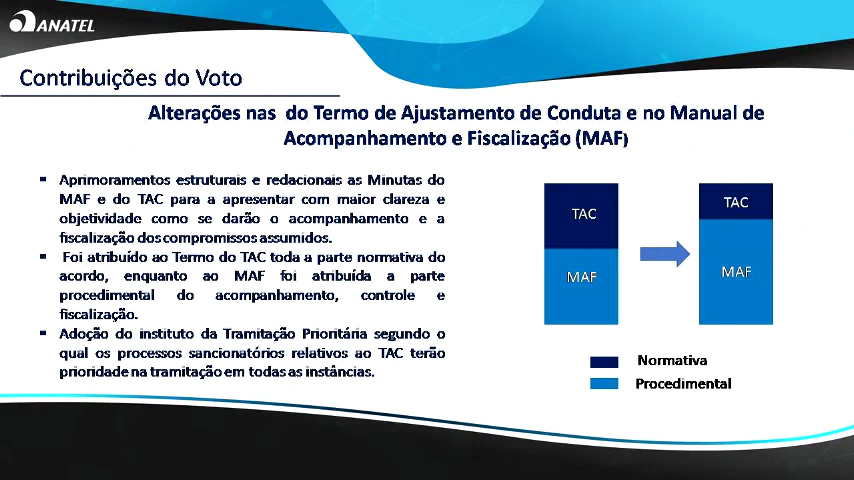 ANATEL
Contribuições do Voto
Alterações nas do Termo de Ajustamento de Conduta e no Manual de
Acompanhamento e Fiscalização (MAF)
▪ Aprimoramentos estruturais e redacionais as Minutas do
MAF e do TAC para a apresentar com maior clareza e
objetividade como se darão o acompanhamento e a
fiscalização dos compromissos assumidos.
▪ Foi atribuído ao Termo do TAC toda a parte normativa do
acordo, enquanto ao MAF foi atribuída a parte
procedimental do acompanhamento, controle e
fiscalização.
▪ Adoção do instituto da Tramitação Prioritária segundo o
qual os processos sancionatórios relativos ao TAC terão
prioridade na tramitação em todas as instâncias.
TAC
MAF
TAC
MAF
Normativa
Procedimental